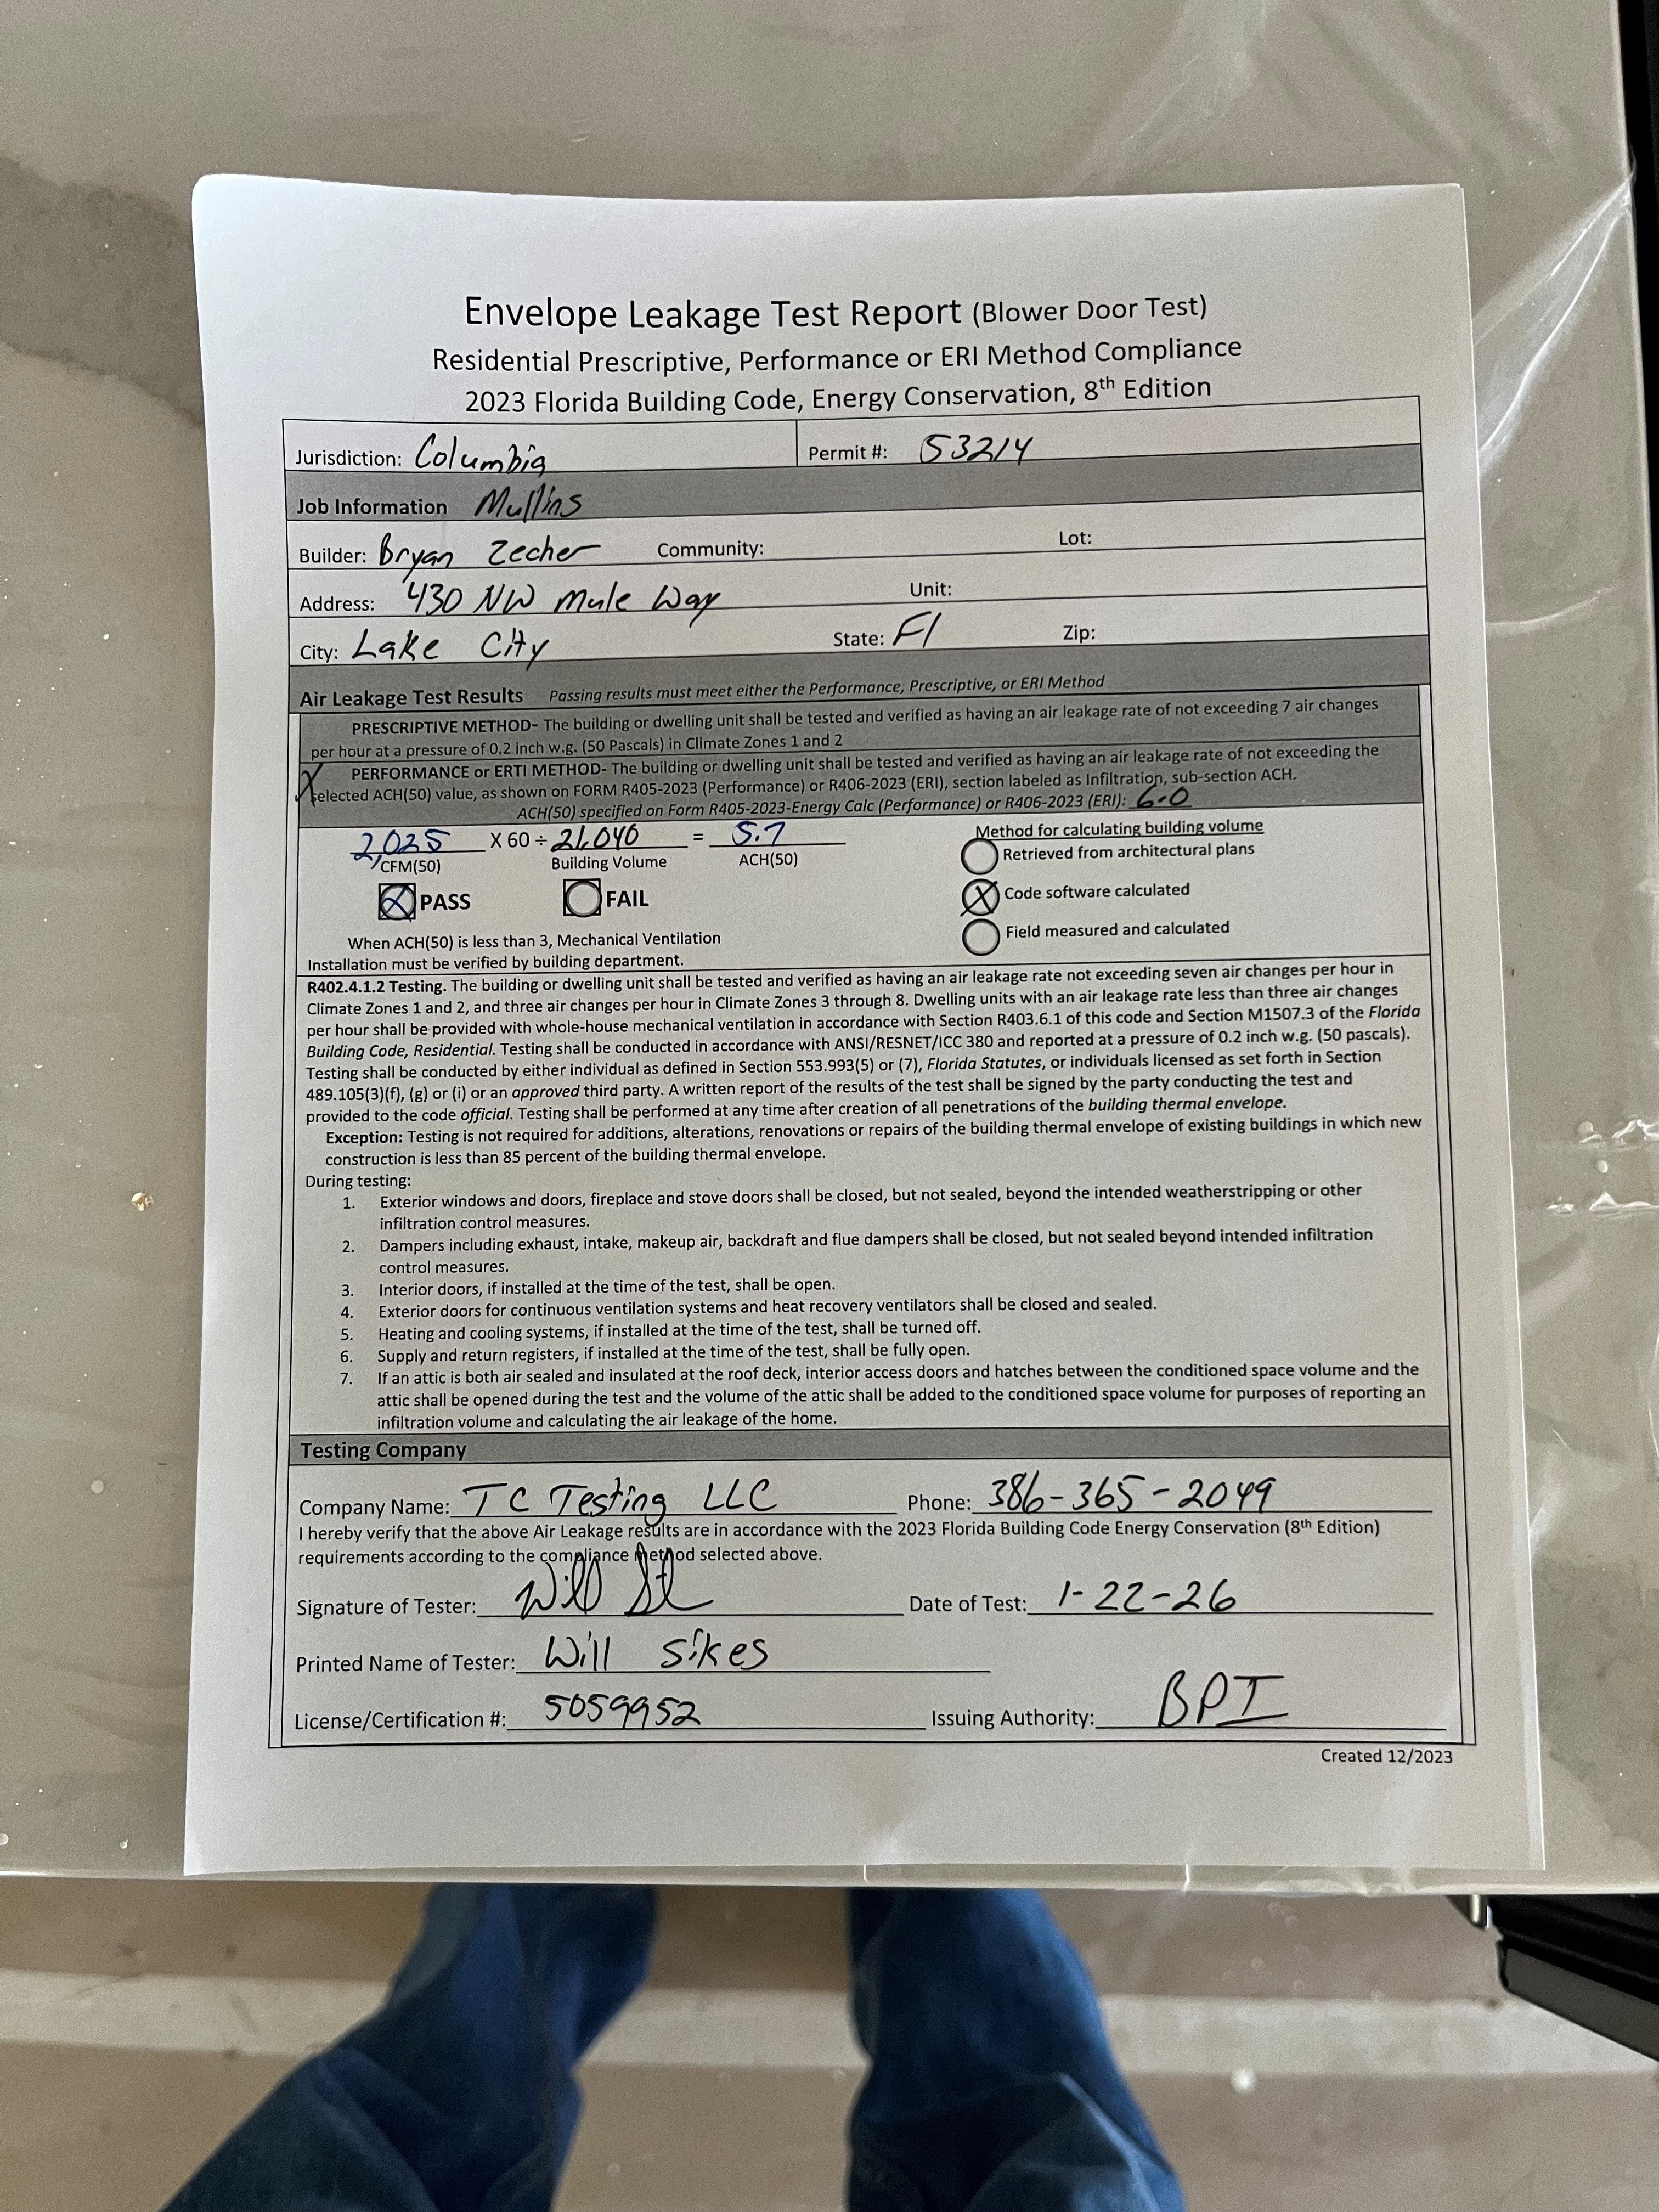 Envelope Leakage Test Report (Blower Door Test)
Residential Prescriptive, Performance or ERI Method Compliance
2023 Florida Building Code, Energy Conservation, 8th Edition
Jurisdiction: Columbia Permit #: 53214
Job Information Mullins
Builder: Bryan Zecher Community: Lot:
Address: 430 NW Mule Way Unit:
City: Lake City State: Fl Zip:
Air Leakage Test Results Passing results must meet either the Performance, Prescriptive, or ERI Method
PRESCRIPTIVE METHOD- The building or dwelling unit shall be tested and verified as having an air leakage rate of not exceeding 7 air changes
per hour at a pressure of 0.2 inch w.g. (50 Pascals) in Climate Zones 1 and 2
X PERFORMANCE or ERTI METHOD- The building or dwelling unit shall be tested and verified as having an air leakage rate of not exceeding the
selected ACH(50) value, as shown on FORM R405-2023 (Performance) or R406-2023 (ERI), section labeled as Infiltration, sub-section ACH.
ACH(50) specified on Form R405-2023-Energy Calc (Performance) or R406-2023 (ERI): 6.0
2,025 X 60 ÷ 21,040 = 5.7
CFM(50) Building Volume ACH(50)
Method for calculating building volume
Retrieved from architectural plans
X PASS FAIL
X Code software calculated
Field measured and calculated
When ACH(50) is less than 3, Mechanical Ventilation
Installation must be verified by building department.
R402.4.1.2 Testing. The building or dwelling unit shall be tested and verified as having an air leakage rate not exceeding seven air changes per hour in
Climate Zones 1 and 2, and three air changes per hour in Climate Zones 3 through 8. Dwelling units with an air leakage rate less than three air changes
per hour shall be provided with whole-house mechanical ventilation in accordance with Section R403.6.1 of this code and Section M1507.3 of the Florida
Building Code, Residential. Testing shall be conducted in accordance with ANSI/RESNET/ICC 380 and reported at a pressure of 0.2 inch w.g. (50 pascals).
Testing shall be conducted by either individual as defined in Section 553.993(5) or (7), Florida Statutes, or individuals licensed as set forth in Section
489.105(3)(f), (g) or (i) or an approved third party. A written report of the results of the test shall be signed by the party conducting the test and
provided to the code official. Testing shall be performed at any time after creation of all penetrations of the building thermal envelope.
Exception: Testing is not required for additions, alterations, renovations or repairs of the building thermal envelope of existing buildings in which new
construction is less than 85 percent of the building thermal envelope.
During testing:
1. Exterior windows and doors, fireplace and stove doors shall be closed, but not sealed, beyond the intended weatherstripping or other
infiltration control measures.
2. Dampers including exhaust, intake, makeup air, backdraft and flue dampers shall be closed, but not sealed beyond intended infiltration
control measures.
3. Interior doors, if installed at the time of the test, shall be open.
4. Exterior doors for continuous ventilation systems and heat recovery ventilators shall be closed and sealed.
5. Heating and cooling systems, if installed at the time of the test, shall be turned off.
6. Supply and return registers, if installed at the time of the test, shall be fully open.
7. If an attic is both air sealed and insulated at the roof deck, interior access doors and hatches between the conditioned space volume and the
attic shall be opened during the test and the volume of the attic shall be added to the conditioned space volume for purposes of reporting an
infiltration volume and calculating the air leakage of the home.
Testing Company
Company Name: TC Testing LLC Phone: 386-365-2049
I hereby verify that the above Air Leakage results are in accordance with the 2023 Florida Building Code Energy Conservation (8th Edition)
requirements according to the compliance method selected above.
Signature of Tester: Date of Test: 1-22-26
Printed Name of Tester: Will Sikes
License/Certification #: 5059952 Issuing Authority: BPI
Created 12/2023